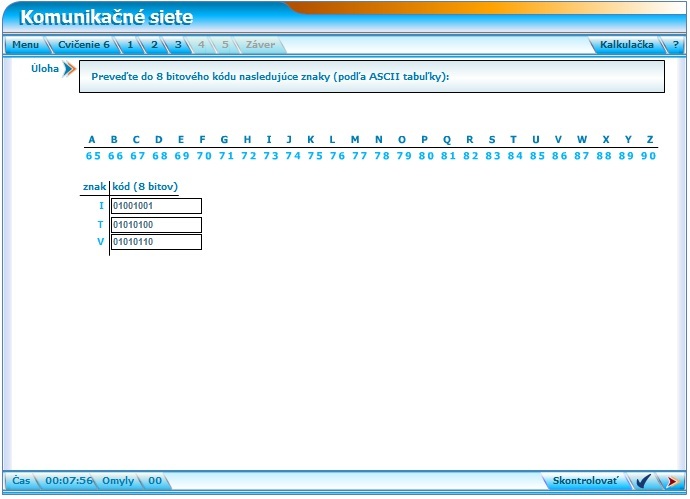 Komunikačné siete
Menu Cvičenie 6 1 2 3 4 5 Záver Kalkulačka ?
Úloha
Preveďte do 8 bitového kódu nasledujúce znaky (podľa ASCII tabuľky):
A B C D E F G H I J K L M N O P Q R S T U V W X Y Z
65 66 67 68 69 70 71 72 73 74 75 76 77 78 79 80 81 82 83 84 85 86 87 88 89 90
znak kód (8 bitov)
I 01001001
T 01010100
V 01010110
Čas 00:07:56 Omyly 00 Skontrolovať